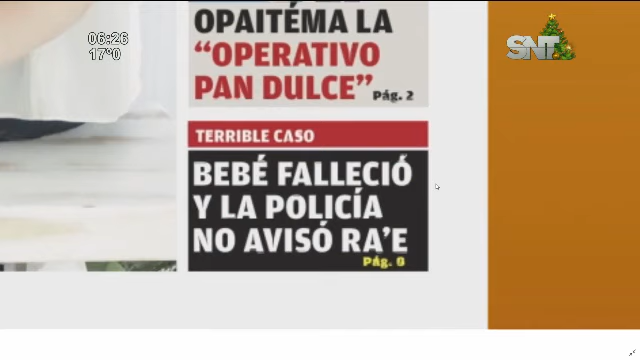 06:26
17°0
SNT
OPAITÉMA LA
“OPERATIVO
PAN DULCE”
Pág. 2
TERRIBLE CASO
BEBÉ FALLECIÓ
Y LA POLICÍA
NO AVISÓ RA’E
Pág.